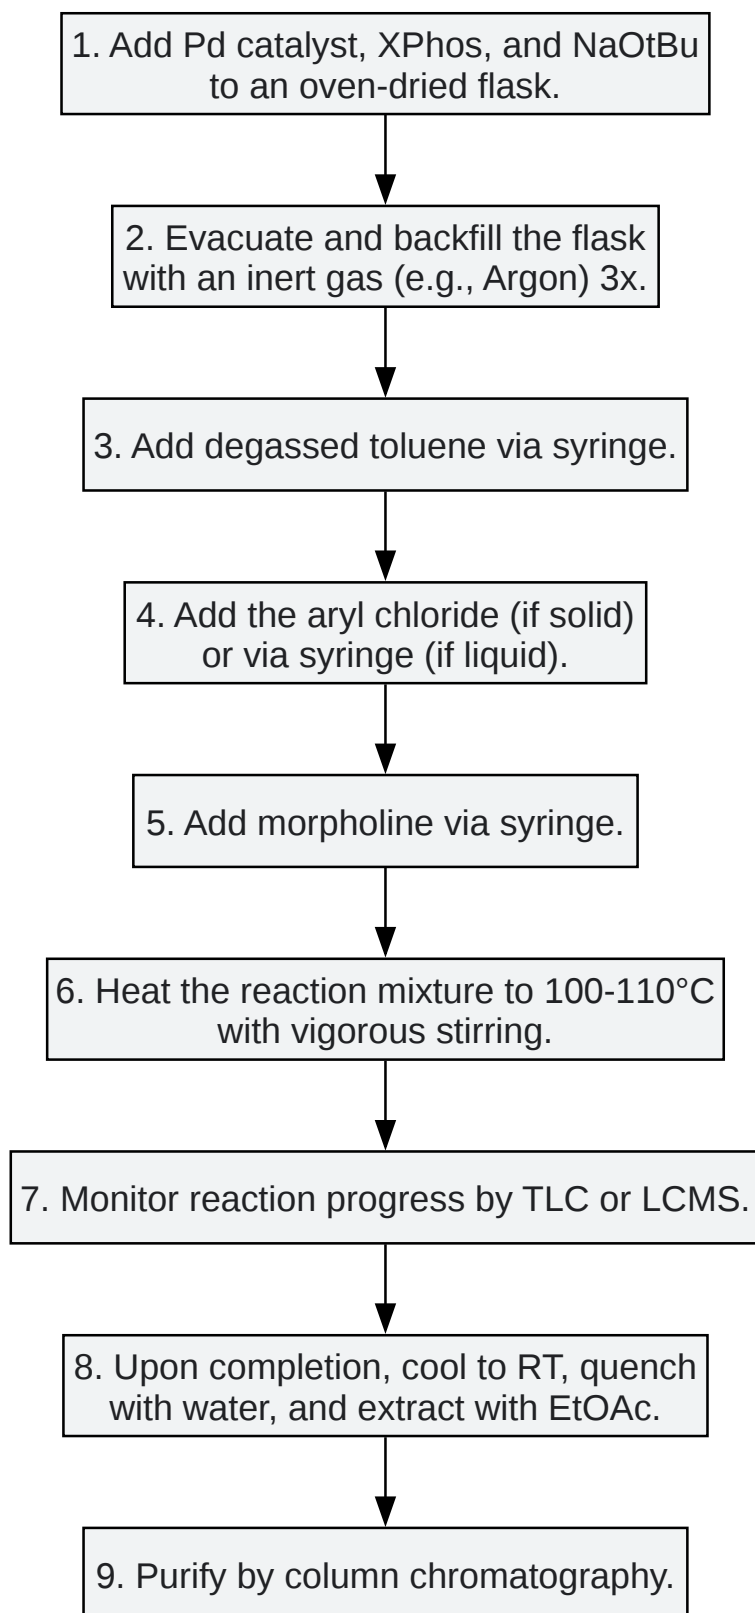 1. Add Pd catalyst, XPhos, and NaOtBu
to an oven-dried flask.
2. Evacuate and backfill the flask
with an inert gas (e.g., Argon) 3x.
3. Add degassed toluene via syringe.
4. Add the aryl chloride (if solid)
or via syringe (if liquid).
5. Add morpholine via syringe.
6. Heat the reaction mixture to 100-110°C
with vigorous stirring.
7. Monitor reaction progress by TLC or LCMS.
8. Upon completion, cool to RT, quench
with water, and extract with EtOAc.
9. Purify by column chromatography.